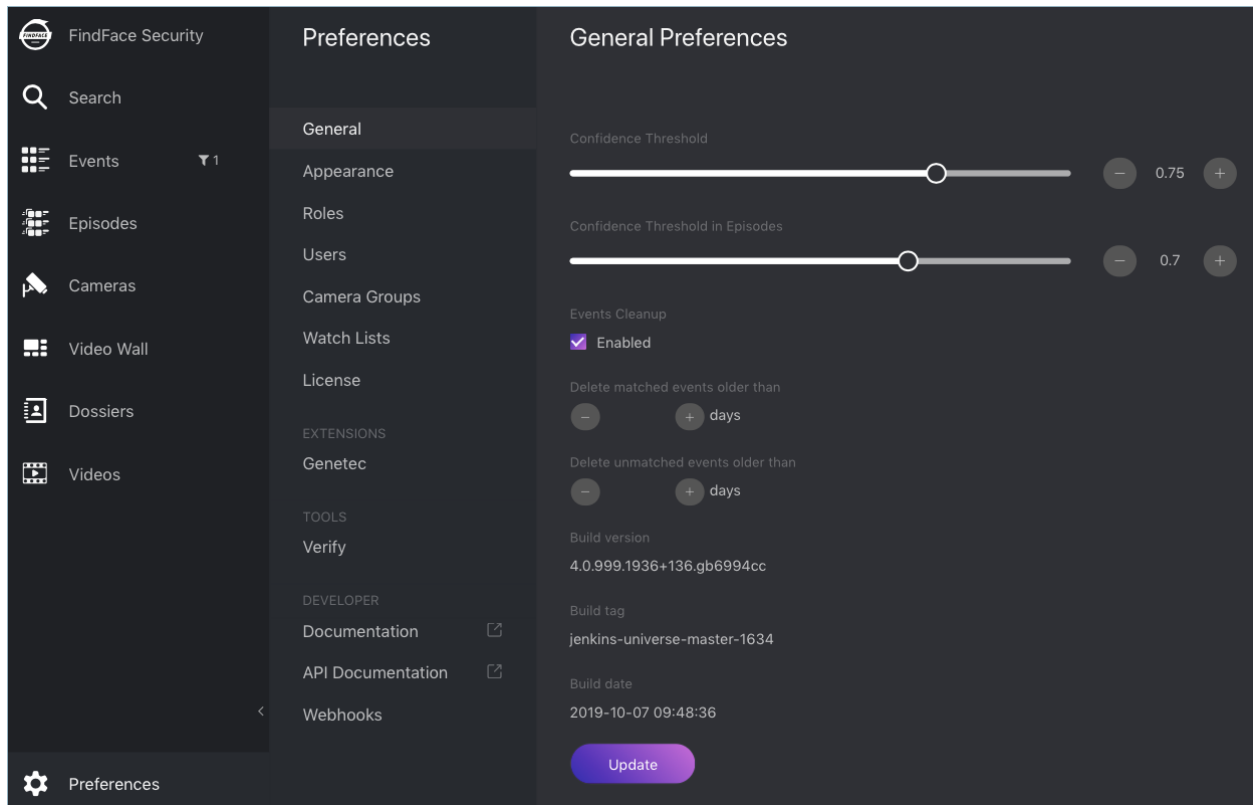 FINDFACE
FindFace Security
Search
Events 1
Episodes
Cameras
Video Wall
Dossiers
Videos
Preferences
Preferences
General
Appearance
Roles
Users
Camera Groups
Watch Lists
License
EXTENSIONS
Genetec
TOOLS
Verify
DEVELOPER
Documentation
API Documentation
Webhooks
General Preferences
Confidence Threshold
− 0.75 +
Confidence Threshold in Episodes
− 0.7 +
Events Cleanup
Enabled
Delete matched events older than
− + days
Delete unmatched events older than
− + days
Build version
4.0.999.1936+136.gb6994cc
Build tag
jenkins-universe-master-1634
Build date
2019-10-07 09:48:36
Update